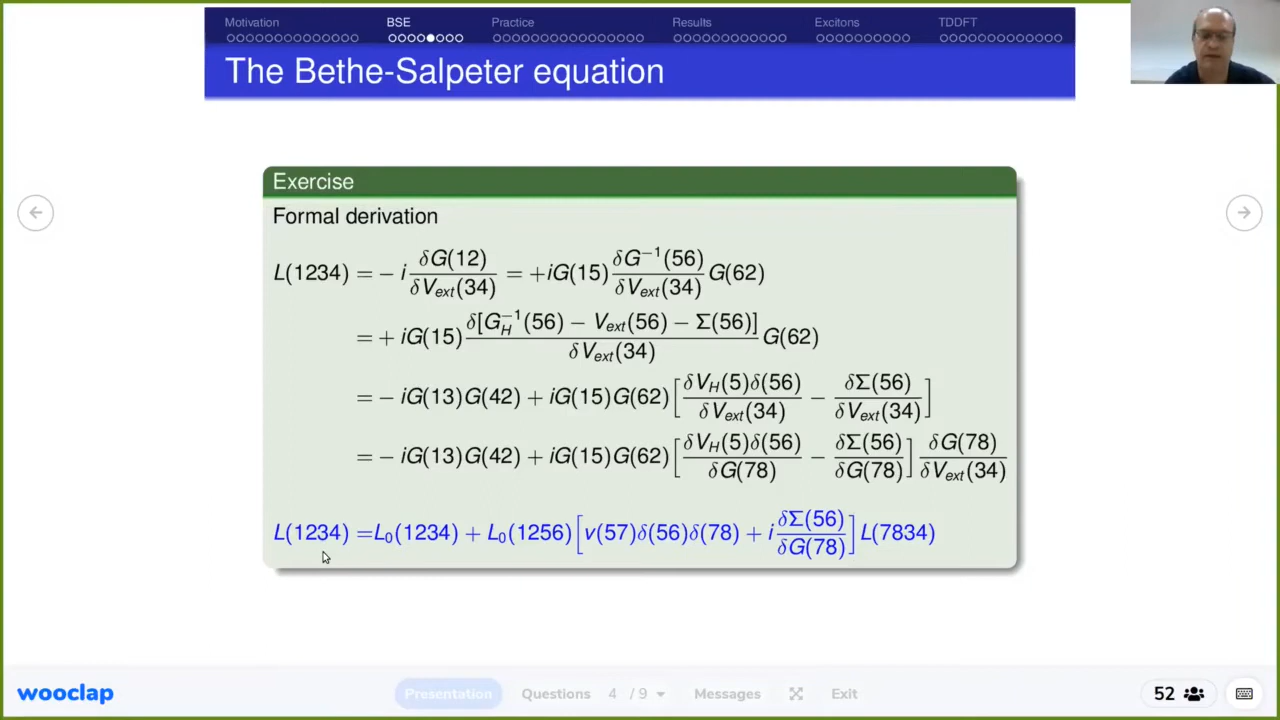 Motivation BSE Practice Results Excitons TDDFT
The Bethe-Salpeter equation
Exercise
Formal derivation
L(1234) = − i δG(12)/δV_ext(34) = +iG(15) δG⁻¹(56)/δV_ext(34) G(62)
= + iG(15) δ[G_H⁻¹(56) − V_ext(56) − Σ(56)]/δV_ext(34) G(62)
= − iG(13)G(42) + iG(15)G(62)[δV_H(5)δ(56)/δV_ext(34) − δΣ(56)/δV_ext(34)]
= − iG(13)G(42) + iG(15)G(62)[δV_H(5)δ(56)/δG(78) − δΣ(56)/δG(78)] δG(78)/δV_ext(34)
L(1234) =L₀(1234) + L₀(1256)[v(57)δ(56)δ(78) + i δΣ(56)/δG(78)]L(7834)
wooclap Presentation Questions 4 / 9 Messages Exit 52